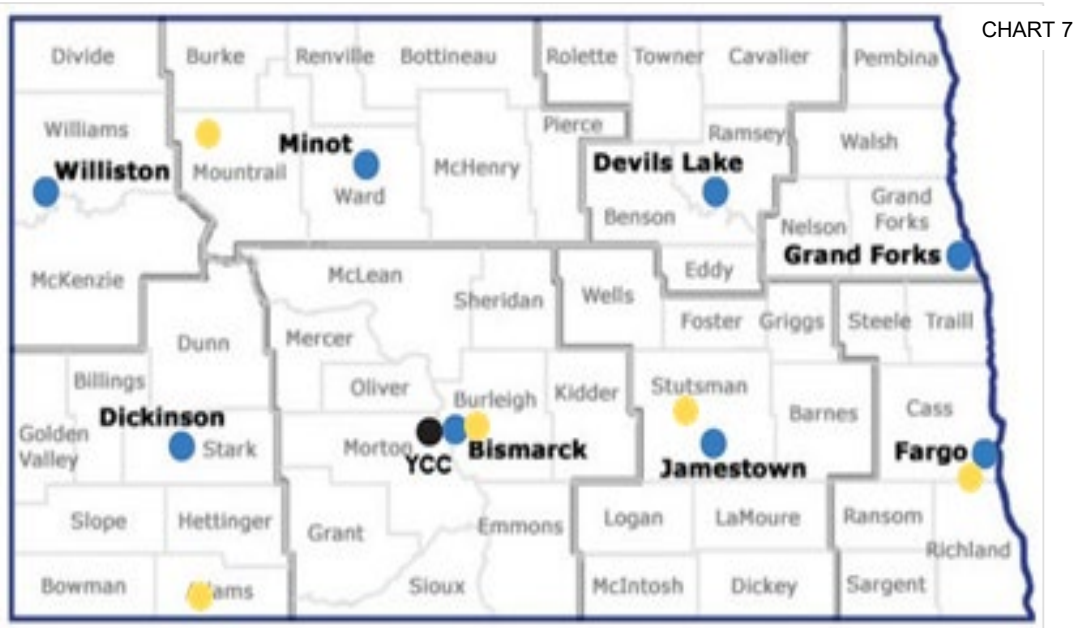 CHART 7
Divide
Burke
Renville
Bottineau
Rolette
Towner
Cavalier
Pembina
Williams
Pierce
Ramsey
Walsh
Minot
Williston
Mountrail
McHenry
Devils Lake
Ward
Grand
Forks
Benson
Nelson
Grand Forks
McKenzie
McLean
Eddy
Sheridan
Wells
Foster
Griggs
Steele
Traill
Dunn
Mercer
Billings
Oliver
Burleigh
Kidder
Stutsman
Barnes
Cass
Dickinson
Golden
Valley
Stark
Morton
YCC
Bismarck
Jamestown
Fargo
Slope
Hettinger
Grant
Emmons
Logan
LaMoure
Ransom
Richland
Bowman
ams
Sioux
McIntosh
Dickey
Sargent